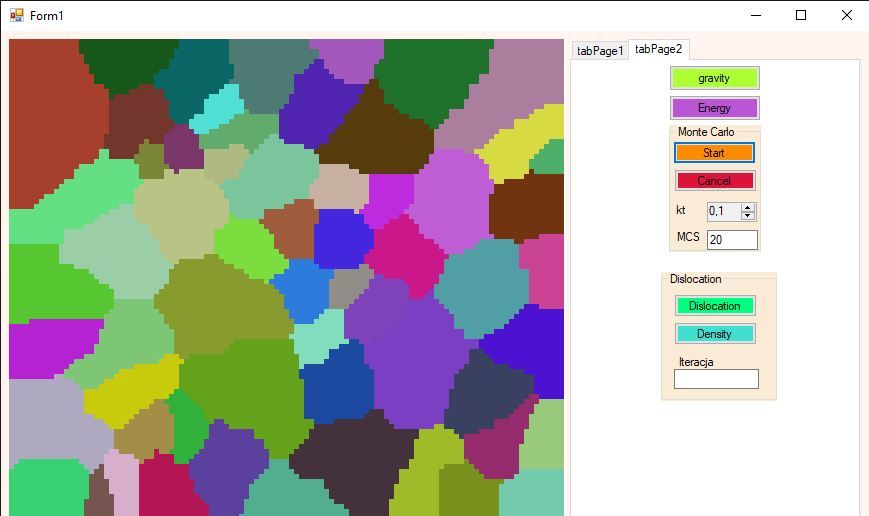 Form1
tabPage1 tabPage2
gravity
Energy
Monte Carlo
Start
Cancel
kt 0,1
MCS 20
Dislocation
Dislocation
Density
Iteracja